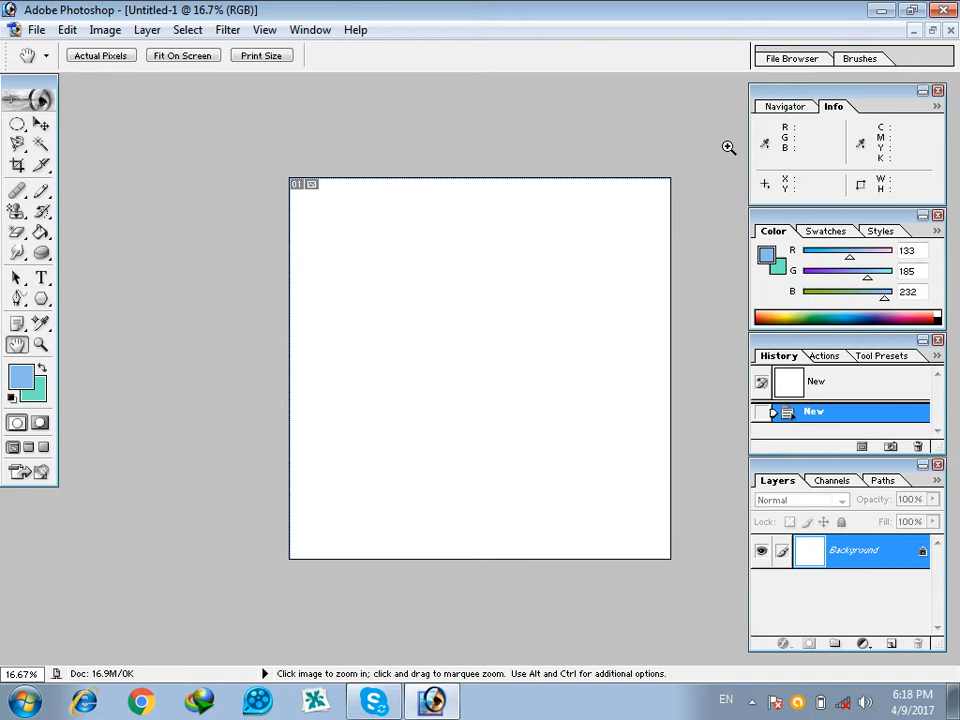 Adobe Photoshop - [Untitled-1 @ 16.7% (RGB)]
File Edit Image Layer Select Filter View Window Help
Actual Pixels Fit On Screen Print Size File Browser Brushes
Navigator Info
R : C :
G : M :
B : Y :
K :
X : W :
Y : H :
01
Color Swatches Styles
R 133
G 185
B 232
T
History Actions Tool Presets
New
New
Layers Channels Paths
Normal Opacity: 100%
Lock: Fill: 100%
Background
16.67% Doc: 16.9M/0K Click image to zoom in; click and drag to marquee zoom. Use Alt and Ctrl for additional options.
EN 6:18 PM
4/9/2017